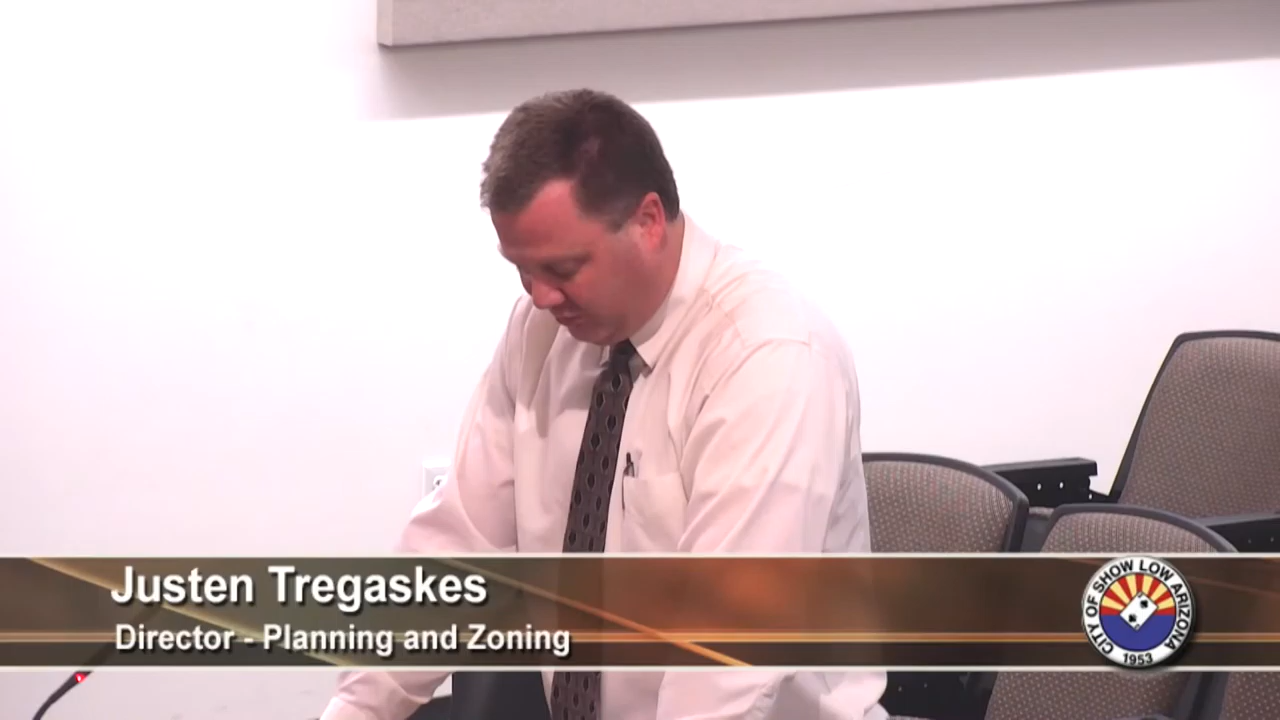 Justen Tregaskes
Director - Planning and Zoning
CITY OF SHOW LOW ARIZONA
1953